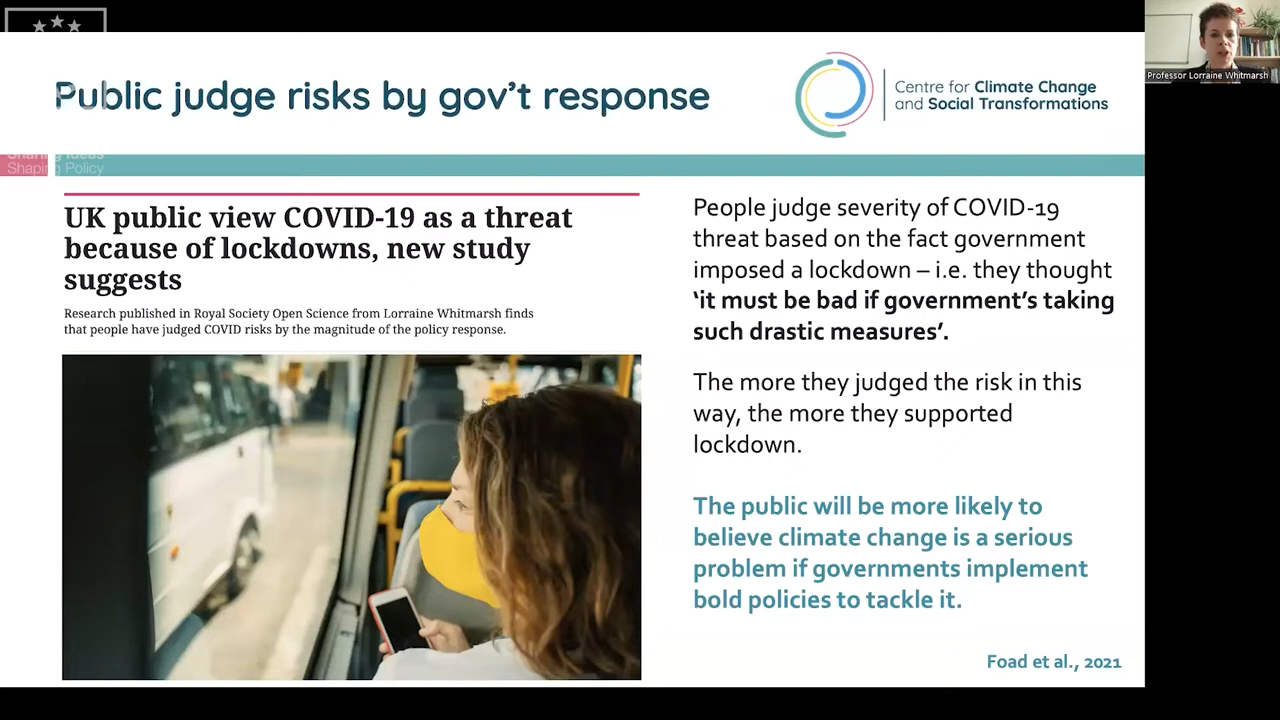 Public judge risks by gov’t response
Centre for Climate Change
and Social Transformations
Professor Lorraine Whitmarsh
Sharing Ideas
Shaping Policy
UK public view COVID-19 as a threat
because of lockdowns, new study
suggests
Research published in Royal Society Open Science from Lorraine Whitmarsh finds
that people have judged COVID risks by the magnitude of the policy response.
People judge severity of COVID-19
threat based on the fact government
imposed a lockdown – i.e. they thought
‘it must be bad if government’s taking
such drastic measures’.
The more they judged the risk in this
way, the more they supported
lockdown.
The public will be more likely to
believe climate change is a serious
problem if governments implement
bold policies to tackle it.
Foad et al., 2021